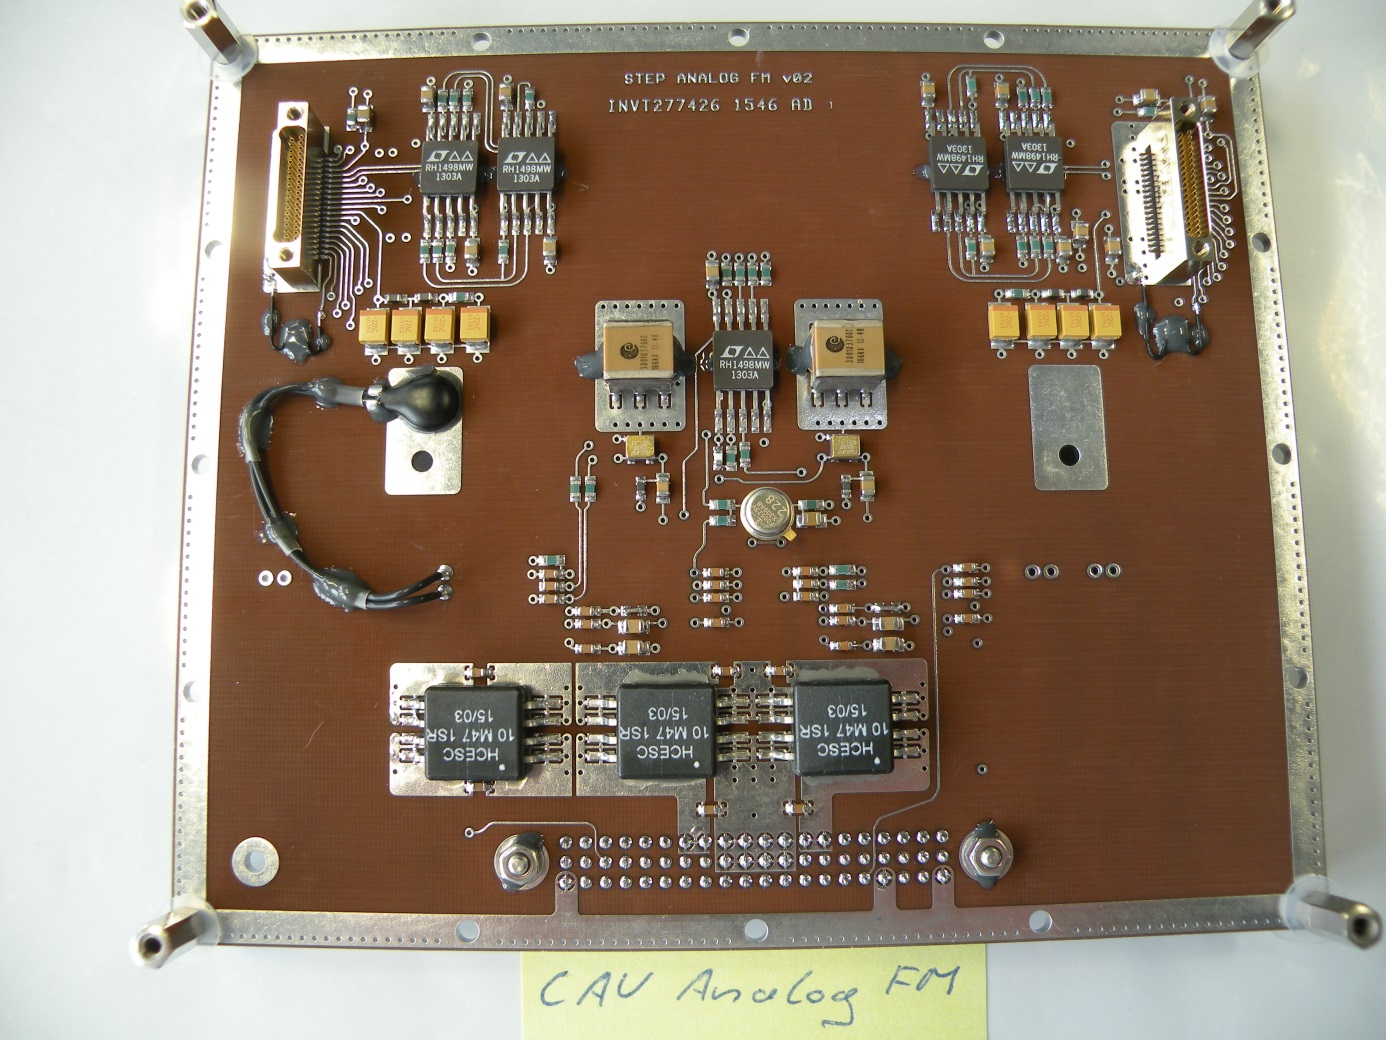 STEP ANALOG FM v02
INVT277426 1546 AD
RH1498MW
1303A
RH1498MW
1303A
RH1498MW
1303A
RH1498MW
1303A
RH1498MW
1303A
228
HCESC
10 M47 1SR
15/03
HCESC
10 M47 1SR
15/03
HCESC
10 M47 1SR
15/03
CAU Analog FM